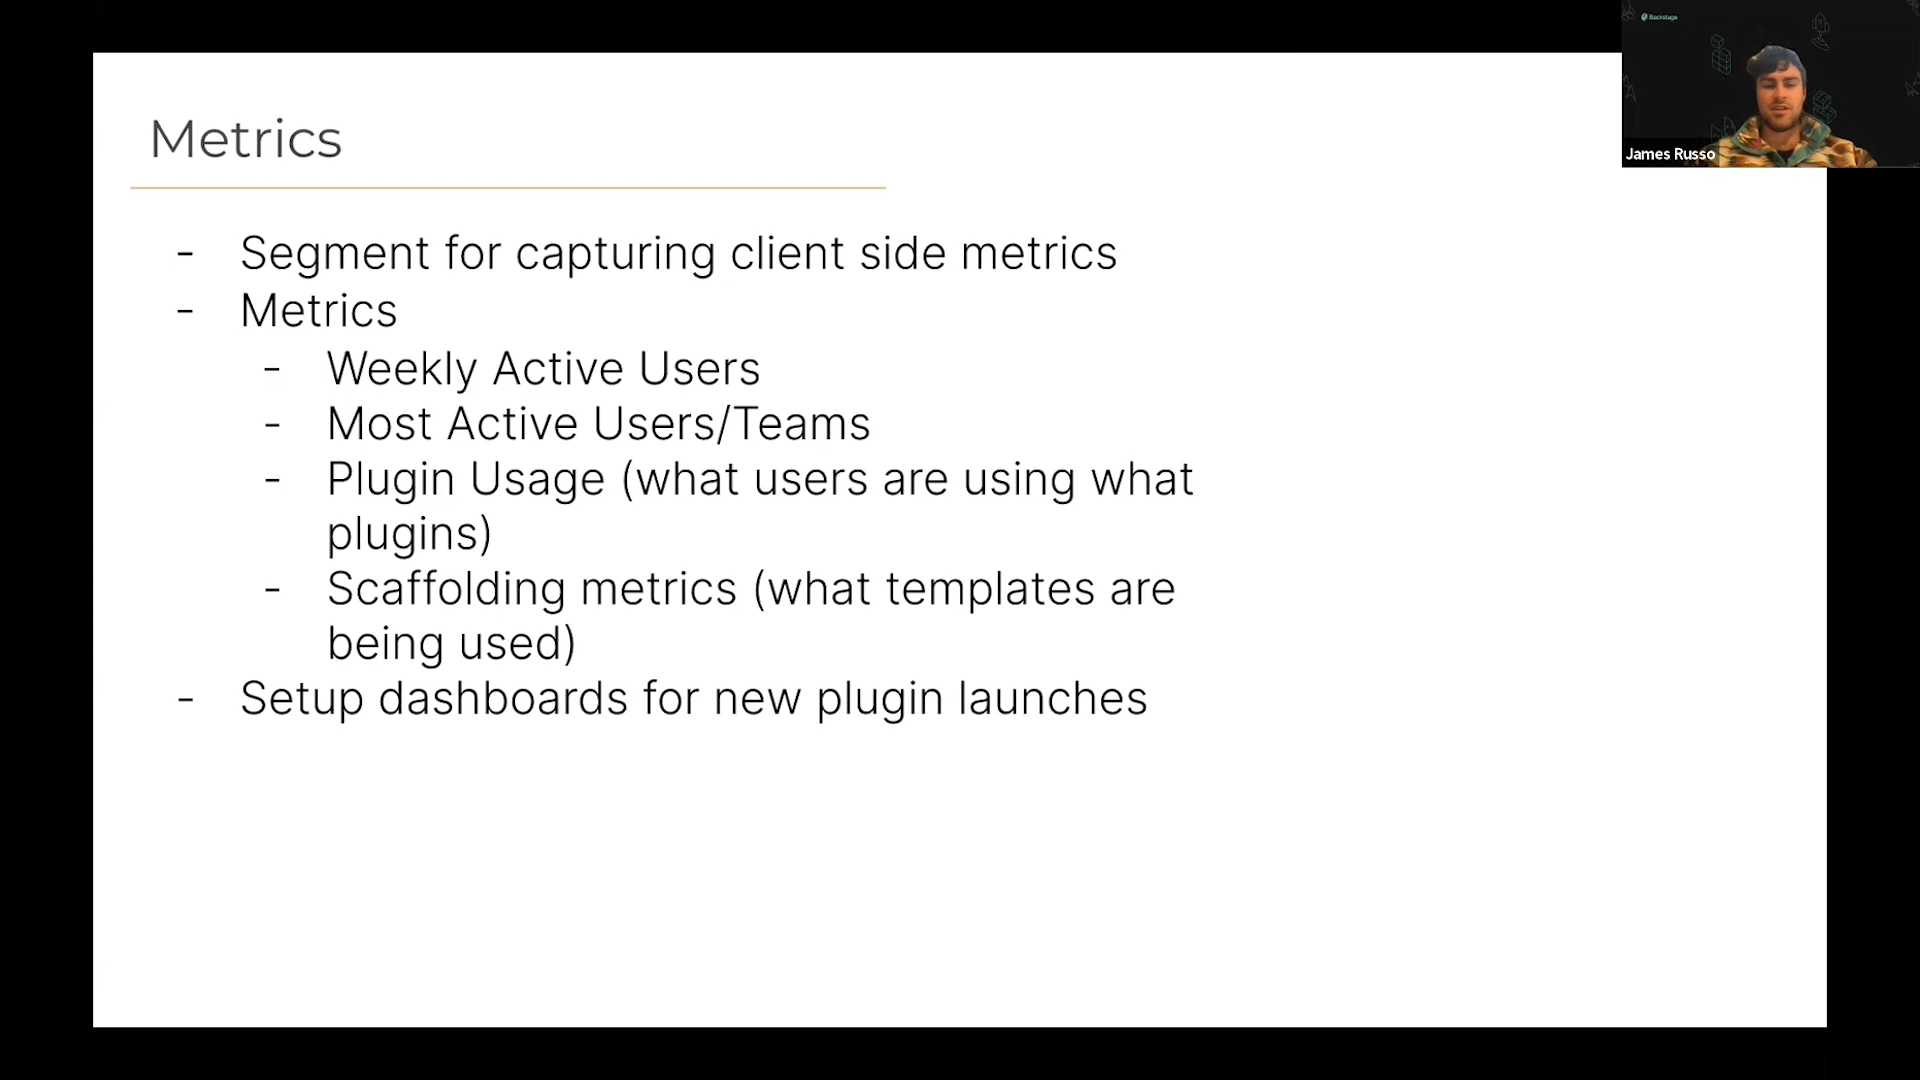 Backstage
James Russo
Metrics
- Segment for capturing client side metrics
- Metrics
- Weekly Active Users
- Most Active Users/Teams
- Plugin Usage (what users are using what
plugins)
- Scaffolding metrics (what templates are
being used)
- Setup dashboards for new plugin launches